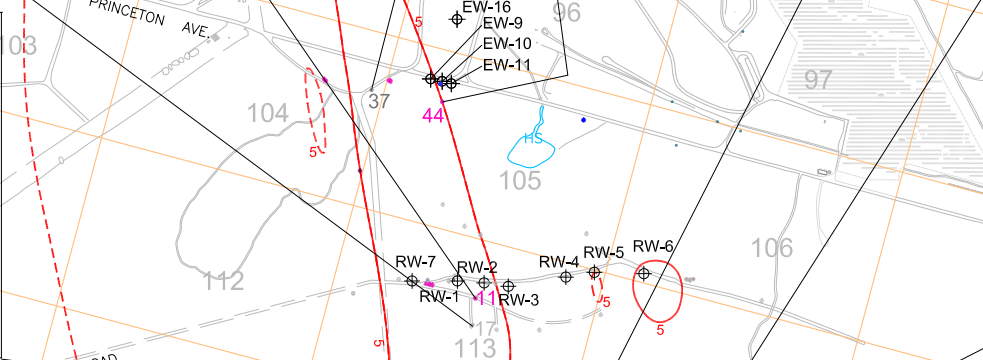 EW-16
EW-9
EW-10
EW-11
PRINCETON AVE.
5
96
103
97
37
44
104
5
HS
105
106
112
RW-7
RW-2
RW-4
RW-5
RW-6
RW-1
11
RW-3
5
5
17
5
113